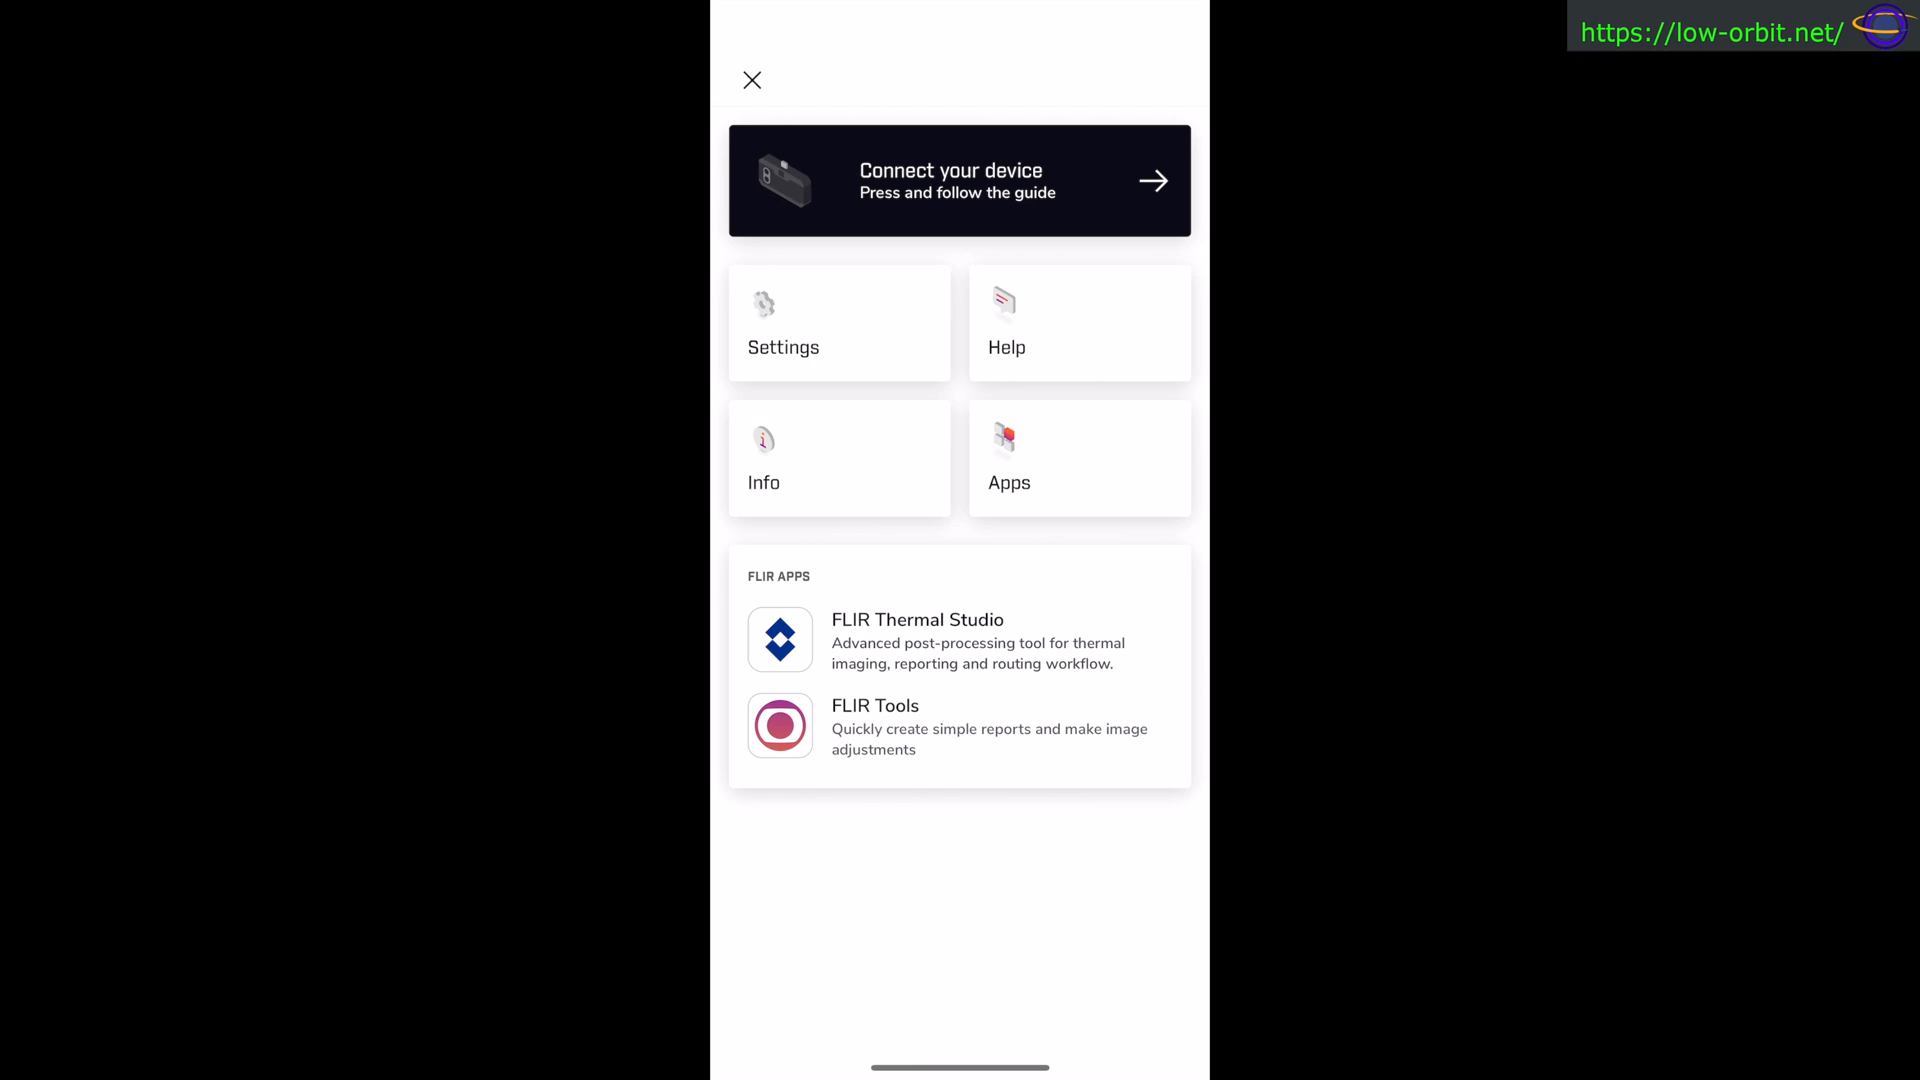 https://low-orbit.net/
Connect your device
Press and follow the guide
Settings
Help
Info
Apps
FLIR APPS
FLIR Thermal Studio
Advanced post-processing tool for thermal
imaging, reporting and routing workflow.
FLIR Tools
Quickly create simple reports and make image
adjustments